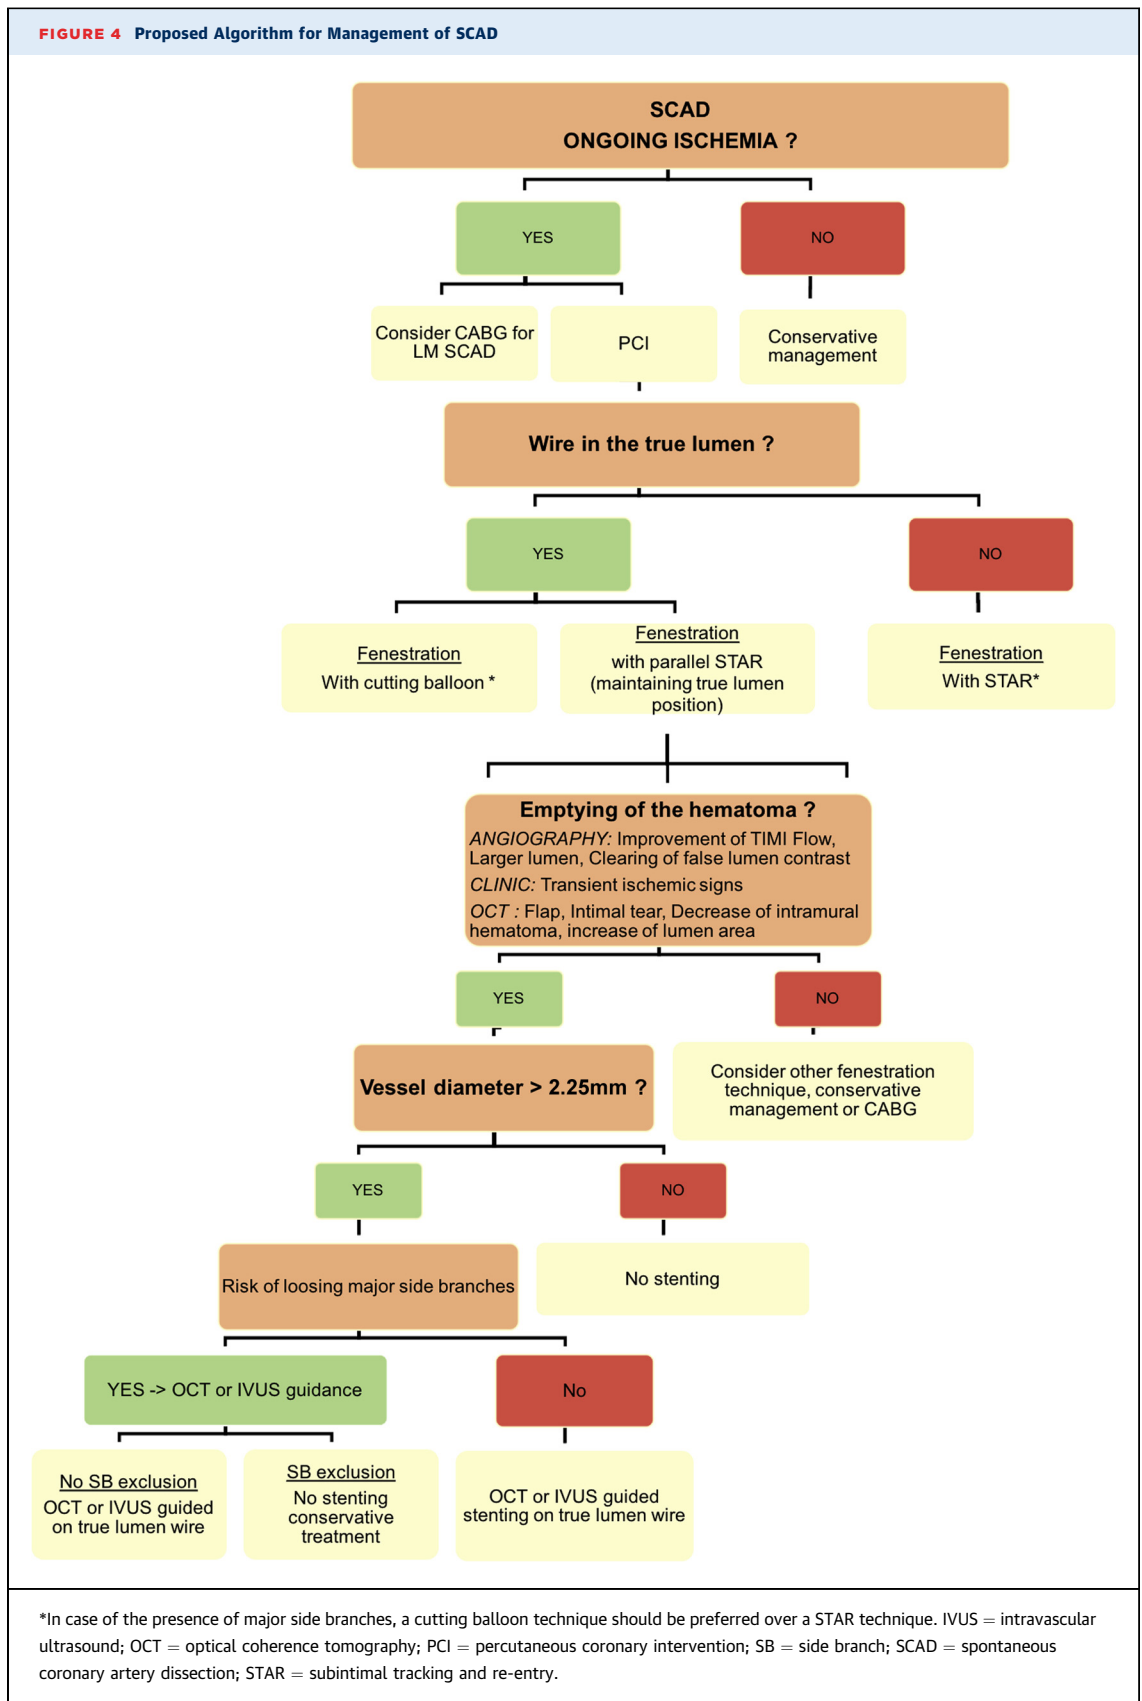 FIGURE 4 Proposed Algorithm for Management of SCAD
SCAD
ONGOING ISCHEMIA ?
YES
NO
Consider CABG for
LM SCAD
PCI
Conservative
management
Wire in the true lumen ?
YES
NO
Fenestration
With cutting balloon *
Fenestration
with parallel STAR
(maintaining true lumen
position)
Fenestration
With STAR*
Emptying of the hematoma ?
ANGIOGRAPHY: Improvement of TIMI Flow,
Larger lumen, Clearing of false lumen contrast
CLINIC: Transient ischemic signs
OCT : Flap, Intimal tear, Decrease of intramural
hematoma, increase of lumen area
YES
NO
Vessel diameter > 2.25mm ?
Consider other fenestration
technique, conservative
management or CABG
YES
NO
Risk of loosing major side branches
No stenting
YES -> OCT or IVUS guidance
No
No SB exclusion
OCT or IVUS guided
on true lumen wire
SB exclusion
No stenting
conservative
treatment
OCT or IVUS guided
stenting on true lumen wire
*In case of the presence of major side branches, a cutting balloon technique should be preferred over a STAR technique. IVUS = intravascular
ultrasound; OCT = optical coherence tomography; PCI = percutaneous coronary intervention; SB = side branch; SCAD = spontaneous
coronary artery dissection; STAR = subintimal tracking and re-entry.